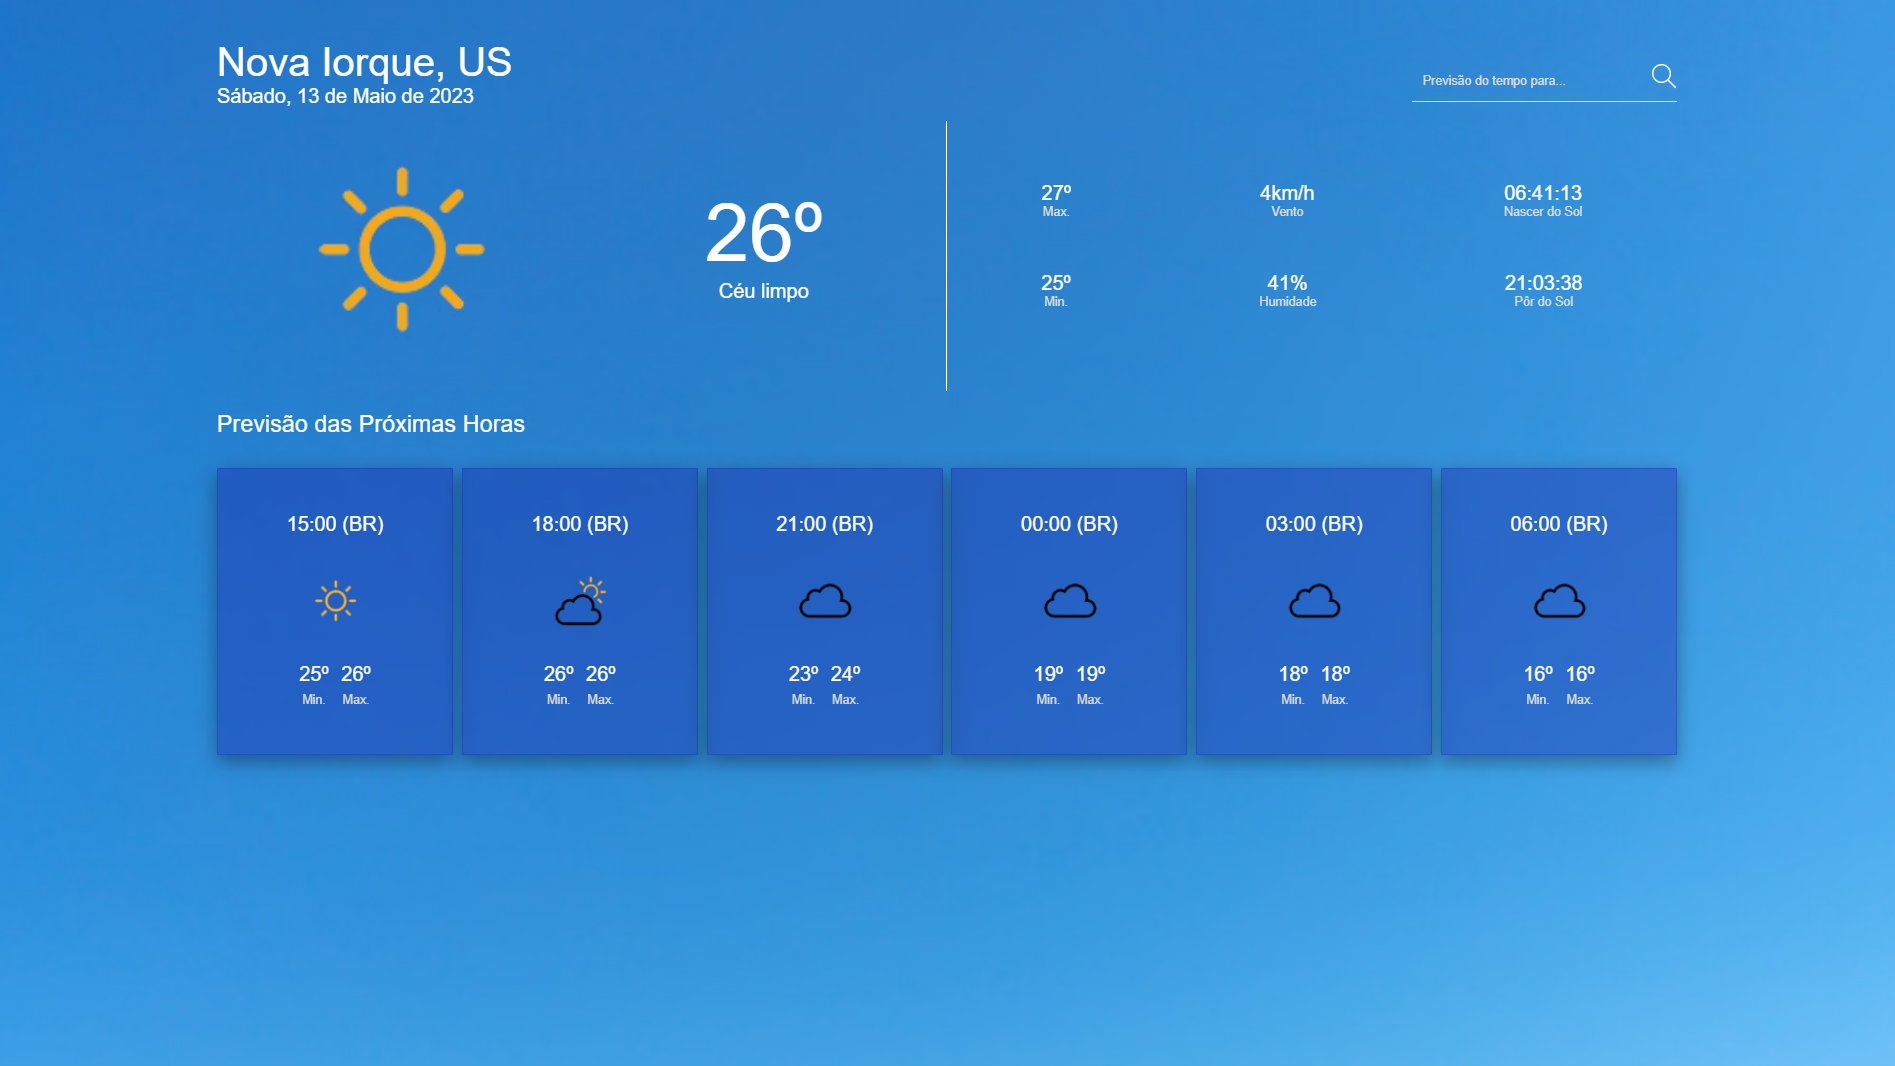 Nova Iorque, US
Sábado, 13 de Maio de 2023
Previsão do tempo para...
26º
Céu limpo
27º
Max.
4km/h
Vento
06:41:13
Nascer do Sol
25º
Min.
41%
Humidade
21:03:38
Pôr do Sol
Previsão das Próximas Horas
15:00 (BR)
25º 26º
Min. Max.
18:00 (BR)
26º 26º
Min. Max.
21:00 (BR)
23º 24º
Min. Max.
00:00 (BR)
19º 19º
Min. Max.
03:00 (BR)
18º 18º
Min. Max.
06:00 (BR)
16º 16º
Min. Max.